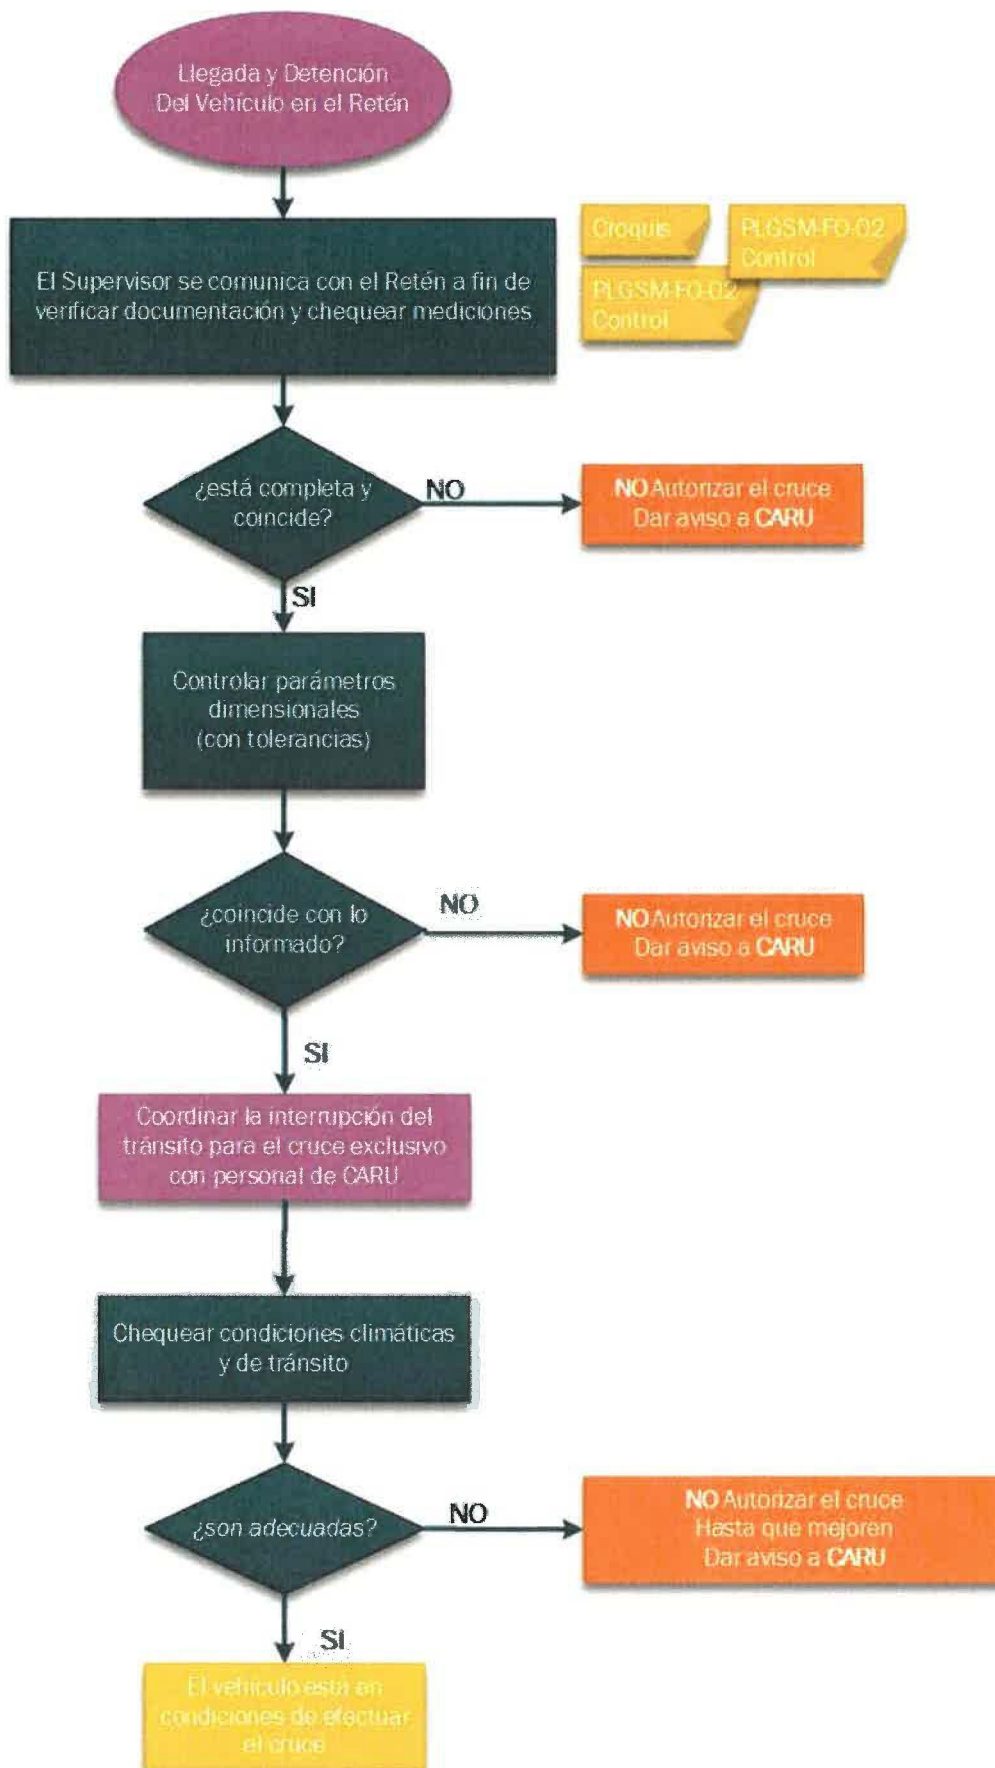 Llegada y Detención
Del Vehículo en el Retén
El Supervisor se comunica con el Retén a fin de
verificar documentación y chequear mediciones
Croquis
PLGSM-FO-02
Control
PLGSM-FO-02
Control
¿está completa y
coincide?
NO
NO Autorizar el cruce
Dar aviso a CARU
SI
Controlar parámetros
dimensionales
(con tolerancias)
¿coincide con lo
informado?
NO
NO Autorizar el cruce
Dar aviso a CARU
SI
Coordinar la interrupción del
tránsito para el cruce exclusivo
con personal de CARU
Chequear condiciones climáticas
y de tránsito
¿son adecuadas?
NO
NO Autorizar el cruce
Hasta que mejoren
Dar aviso a CARU
SI
El vehículo está en
condiciones de efectuar
el cruce